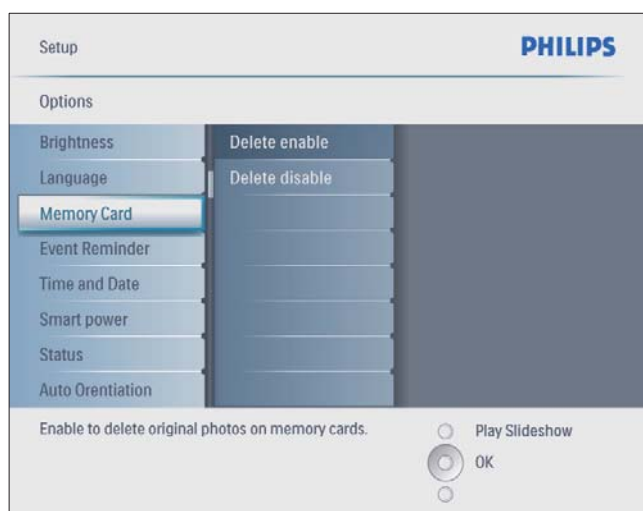 Setup
PHILIPS
Options
Brightness
Delete enable
Language
Delete disable
Memory Card
Event Reminder
Time and Date
Smart power
Status
Auto Orentiation
Enable to delete original photos on memory cards.
Play Slideshow
OK